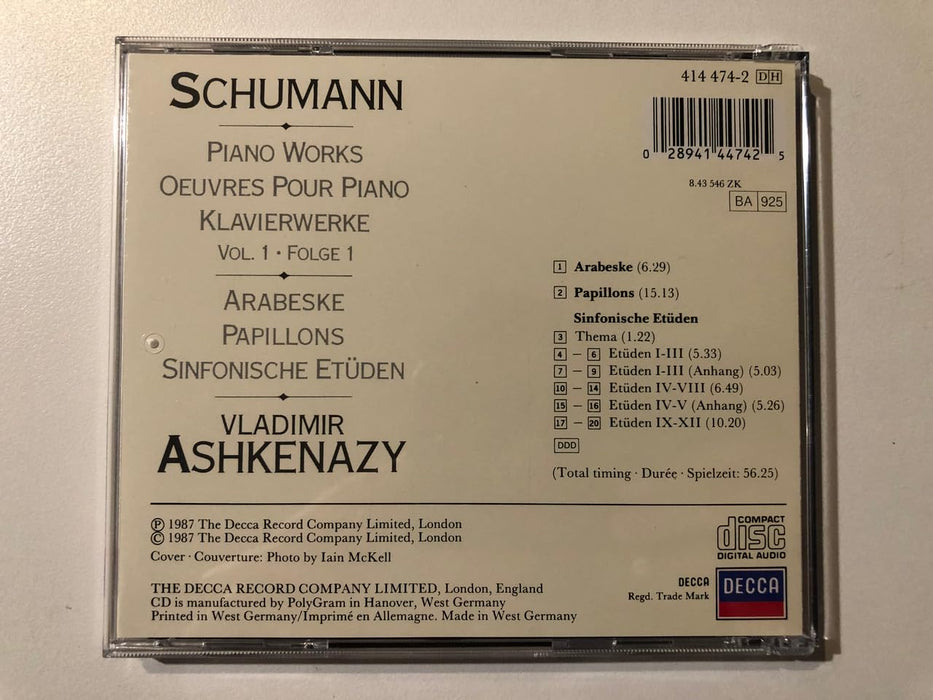 SCHUMANN
PIANO WORKS
OEUVRES POUR PIANO
KLAVIERWERKE
VOL. 1 · FOLGE 1
ARABESKE
PAPILLONS
SINFONISCHE ETÜDEN
VLADIMIR
ASHKENAZY
414 474-2 DH
0 28941 44742 5
8.43 546 ZK
BA 925
1 Arabeske (6.29)
2 Papillons (15.13)
Sinfonische Etüden
3 Thema (1.22)
4 – 6 Etüden I-III (5.33)
7 – 9 Etüden I-III (Anhang) (5.03)
10 – 14 Etüden IV-VIII (6.49)
15 – 16 Etüden IV-V (Anhang) (5.26)
17 – 20 Etüden IX-XII (10.20)
DDD
(Total timing · Durée · Spielzeit: 56.25)
℗ 1987 The Decca Record Company Limited, London
© 1987 The Decca Record Company Limited, London
Cover · Couverture: Photo by Iain McKell
THE DECCA RECORD COMPANY LIMITED, London, England
CD is manufactured by PolyGram in Hanover, West Germany
Printed in West Germany/Imprimé en Allemagne. Made in West Germany
COMPACT
disc
DIGITAL AUDIO
DECCA
Regd. Trade Mark
DECCA